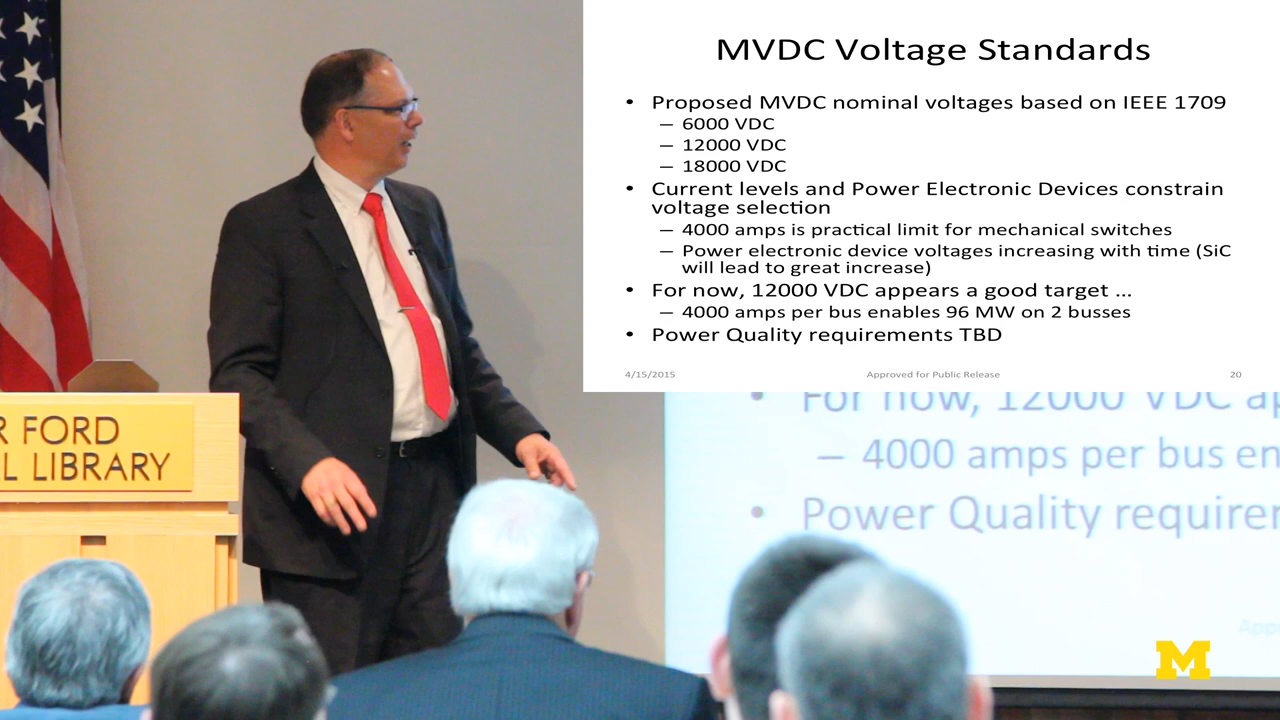 MVDC Voltage Standards
• Proposed MVDC nominal voltages based on IEEE 1709
– 6000 VDC
– 12000 VDC
– 18000 VDC
• Current levels and Power Electronic Devices constrain
voltage selection
– 4000 amps is practical limit for mechanical switches
– Power electronic device voltages increasing with time (SiC
will lead to great increase)
• For now, 12000 VDC appears a good target ...
– 4000 amps per bus enables 96 MW on 2 busses
• Power Quality requirements TBD
4/15/2015 Approved for Public Release 20
R FORD
L LIBRARY
• For now, 12000 VDC ap
– 4000 amps per bus en
• Power Quality requirem
App
M